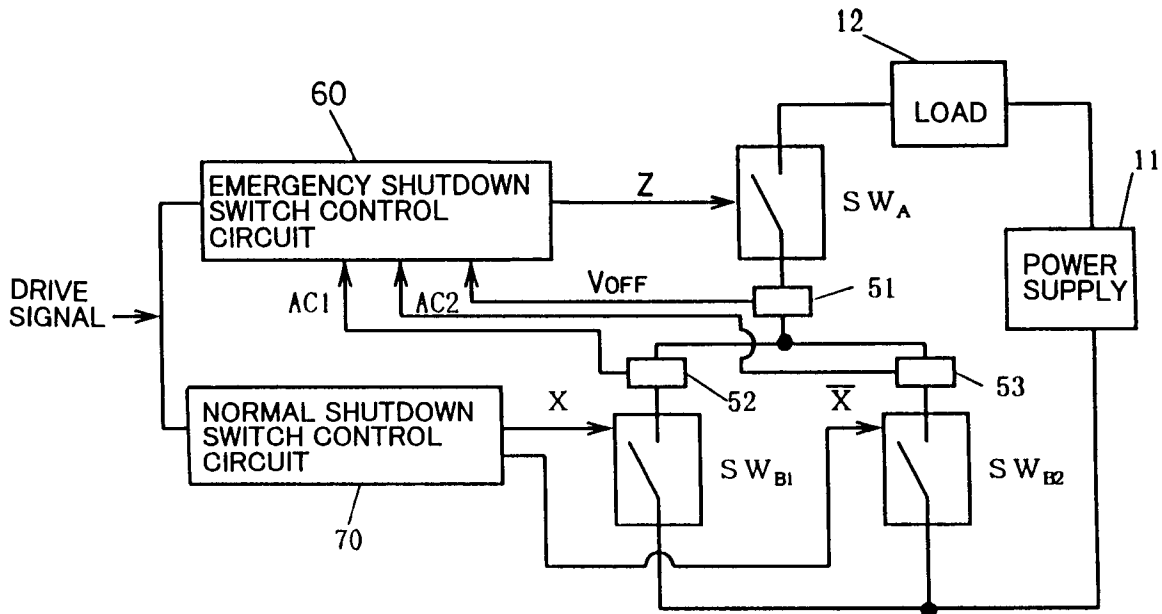 12
LOAD
60
11
EMERGENCY SHUTDOWN
SWITCH CONTROL
CIRCUIT
Z
SWA
POWER
SUPPLY
DRIVE
SIGNAL
AC1
AC2
VOFF
51
52
53
NORMAL SHUTDOWN
SWITCH CONTROL
CIRCUIT
X
X̅
SWB1
SWB2
70